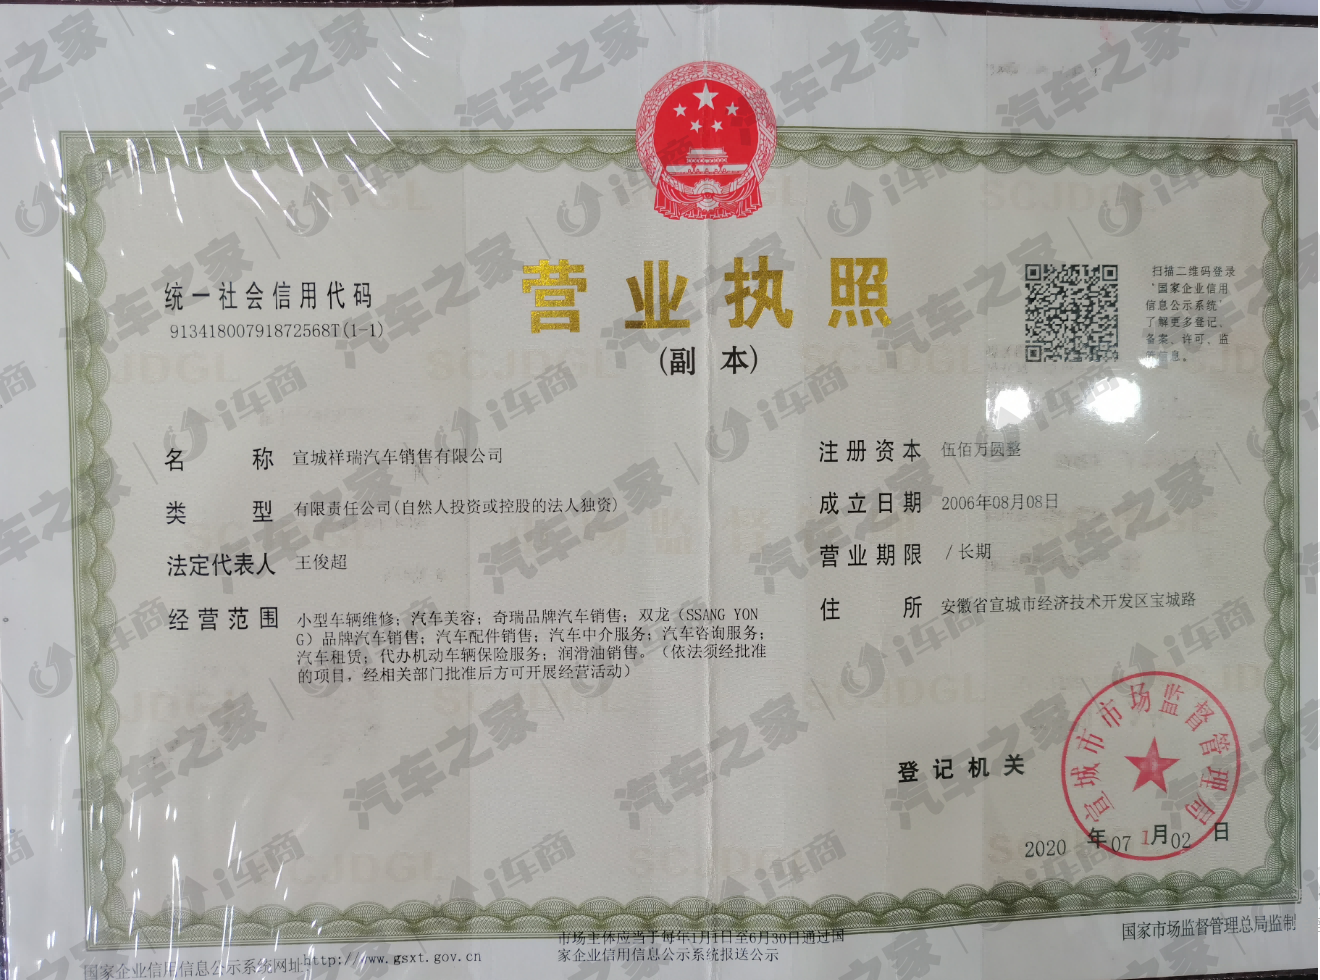 营业执照
(副 本)
统一社会信用代码
91341800791872568T(1-1)
扫描二维码登录
"国家企业信用
信息公示系统"
了解更多登记、
备案、许可、监
管信息。
名 称 宣城祥瑞汽车销售有限公司
类 型 有限责任公司(自然人投资或控股的法人独资)
法定代表人 王俊超
经营范围 小型车辆维修；汽车美容；奇瑞品牌汽车销售；双龙（SSANG YON
G）品牌汽车销售；汽车配件销售；汽车中介服务；汽车咨询服务；
汽车租赁；代办机动车辆保险服务；润滑油销售。（依法须经批准
的项目，经相关部门批准后方可开展经营活动）
注册资本 伍佰万圆整
成立日期 2006年08月08日
营业期限 / 长期
住 所 安徽省宣城市经济技术开发区宝城路
登记机关
宣城市市场监督管理局
2020 年 07 月 02 日
国家企业信用信息公示系统网址:http://www.gsxt.gov.cn
市场主体应当于每年1月1日至6月30日通过国
家企业信用信息公示系统报送公示
国家市场监督管理总局监制
汽车之家
i车商
SCJDGL